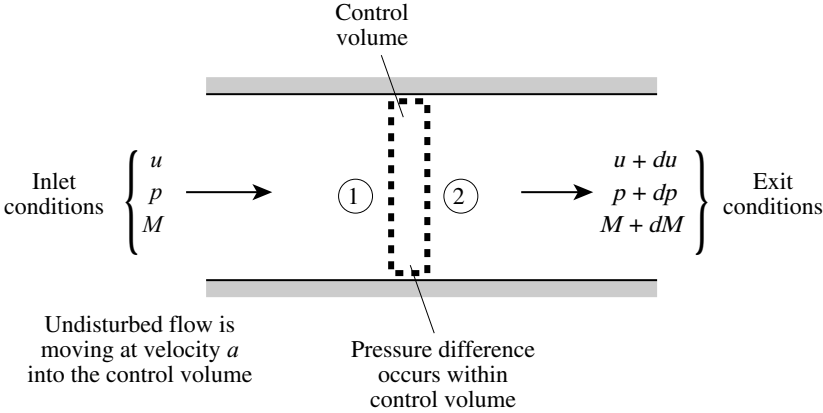 Control
volume
Inlet
conditions
u
p
M
1
2
u + du
p + dp
M + dM
Exit
conditions
Undisturbed flow is
moving at velocity a
into the control volume
Pressure difference
occurs within
control volume